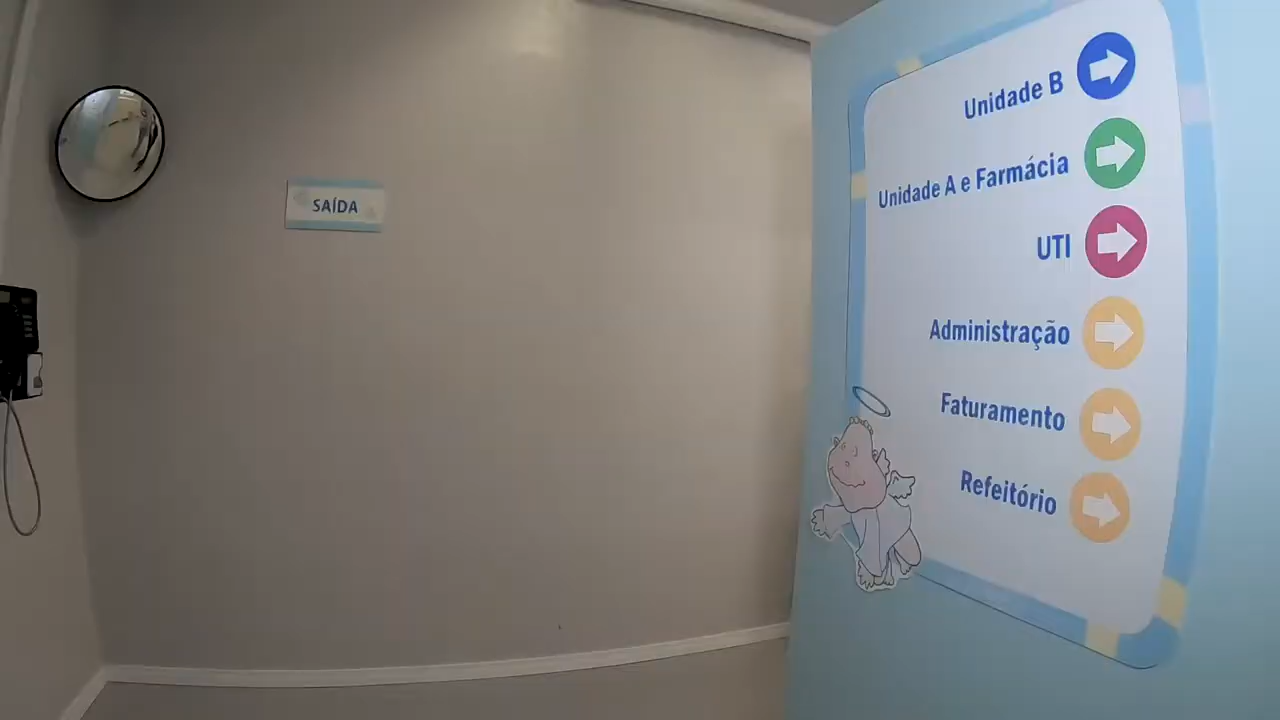 SAÍDA
Unidade B
Unidade A e Farmácia
UTI
Administração
Faturamento
Refeitório